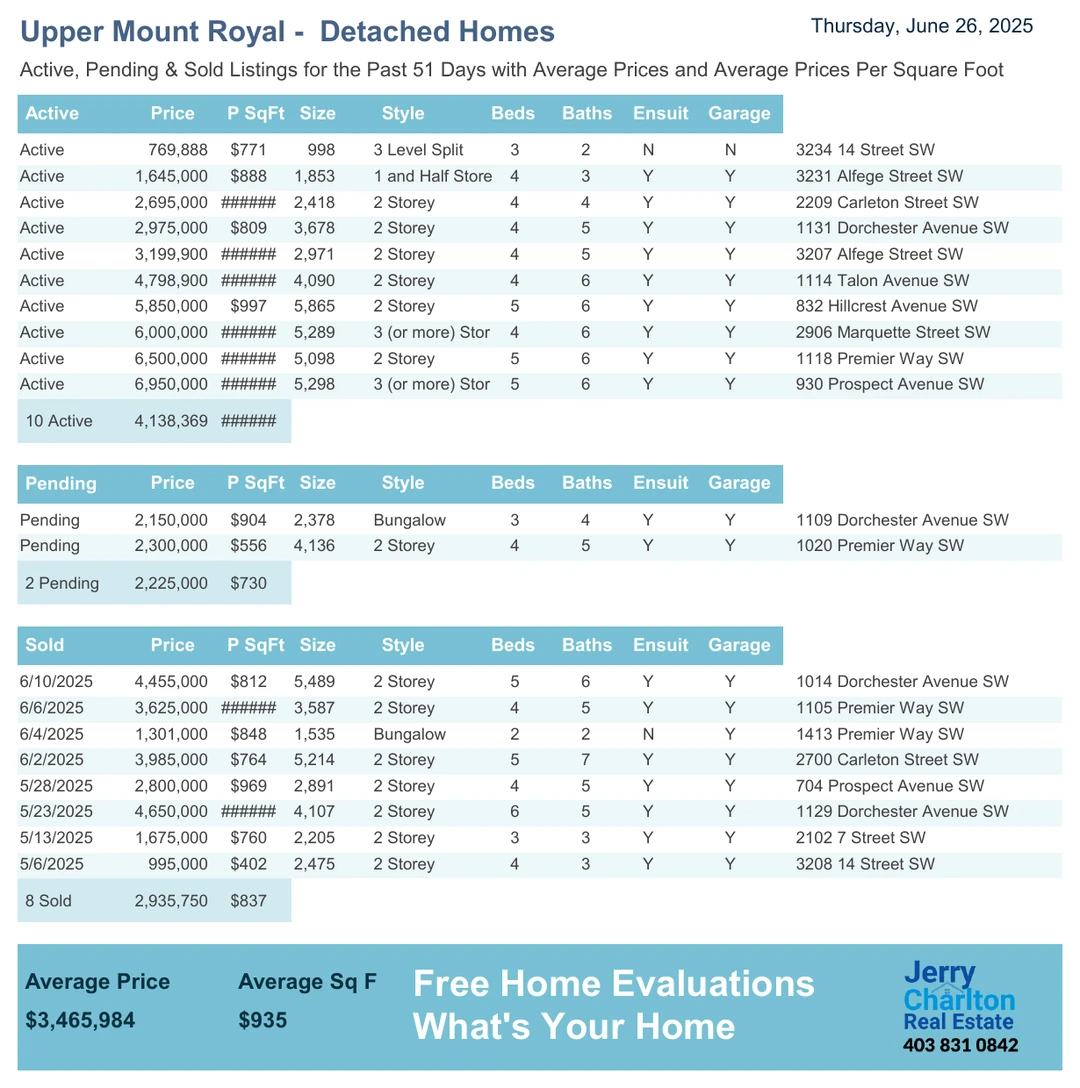 Upper Mount Royal - Detached Homes Thursday, June 26, 2025
Active, Pending & Sold Listings for the Past 51 Days with Average Prices and Average Prices Per Square Foot
Active Price P SqFt Size Style Beds Baths Ensuit Garage
Active 769,888 $771 998 3 Level Split 3 2 N N 3234 14 Street SW
Active 1,645,000 $888 1,853 1 and Half Store 4 3 Y Y 3231 Alfege Street SW
Active 2,695,000 ###### 2,418 2 Storey 4 4 Y Y 2209 Carleton Street SW
Active 2,975,000 $809 3,678 2 Storey 4 5 Y Y 1131 Dorchester Avenue SW
Active 3,199,900 ###### 2,971 2 Storey 4 5 Y Y 3207 Alfege Street SW
Active 4,798,900 ###### 4,090 2 Storey 4 6 Y Y 1114 Talon Avenue SW
Active 5,850,000 $997 5,865 2 Storey 5 6 Y Y 832 Hillcrest Avenue SW
Active 6,000,000 ###### 5,289 3 (or more) Stor 4 6 Y Y 2906 Marquette Street SW
Active 6,500,000 ###### 5,098 2 Storey 5 6 Y Y 1118 Premier Way SW
Active 6,950,000 ###### 5,298 3 (or more) Stor 5 6 Y Y 930 Prospect Avenue SW
10 Active 4,138,369 ######
Pending Price P SqFt Size Style Beds Baths Ensuit Garage
Pending 2,150,000 $904 2,378 Bungalow 3 4 Y Y 1109 Dorchester Avenue SW
Pending 2,300,000 $556 4,136 2 Storey 4 5 Y Y 1020 Premier Way SW
2 Pending 2,225,000 $730
Sold Price P SqFt Size Style Beds Baths Ensuit Garage
6/10/2025 4,455,000 $812 5,489 2 Storey 5 6 Y Y 1014 Dorchester Avenue SW
6/6/2025 3,625,000 ###### 3,587 2 Storey 4 5 Y Y 1105 Premier Way SW
6/4/2025 1,301,000 $848 1,535 Bungalow 2 2 N Y 1413 Premier Way SW
6/2/2025 3,985,000 $764 5,214 2 Storey 5 7 Y Y 2700 Carleton Street SW
5/28/2025 2,800,000 $969 2,891 2 Storey 4 5 Y Y 704 Prospect Avenue SW
5/23/2025 4,650,000 ###### 4,107 2 Storey 6 5 Y Y 1129 Dorchester Avenue SW
5/13/2025 1,675,000 $760 2,205 2 Storey 3 3 Y Y 2102 7 Street SW
5/6/2025 995,000 $402 2,475 2 Storey 4 3 Y Y 3208 14 Street SW
8 Sold 2,935,750 $837
Average Price Average Sq F
$3,465,984 $935
Free Home Evaluations
What's Your Home
Jerry
Charlton
Real Estate
403 831 0842